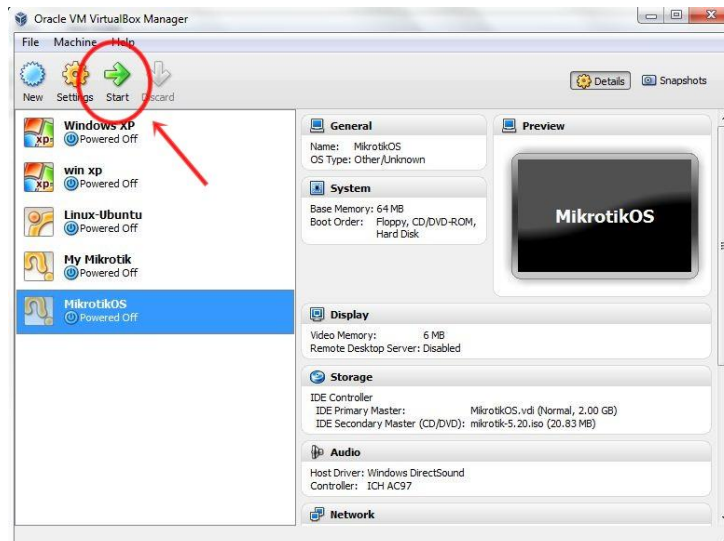 Oracle VM VirtualBox Manager
File Machine Help
New Settings Start Discard
Details Snapshots
Windows XP
Powered Off
win xp
Powered Off
Linux-Ubuntu
Powered Off
My Mikrotik
Powered Off
MikrotikOS
Powered Off
General
Name: MikrotikOS
OS Type: Other/Unknown
System
Base Memory: 64 MB
Boot Order: Floppy, CD/DVD-ROM,
Hard Disk
Preview
MikrotikOS
Display
Video Memory: 6 MB
Remote Desktop Server: Disabled
Storage
IDE Controller
IDE Primary Master: MikrotikOS.vdi (Normal, 2.00 GB)
IDE Secondary Master (CD/DVD): mikrotik-5.20.iso (20.83 MB)
Audio
Host Driver: Windows DirectSound
Controller: ICH AC97
Network